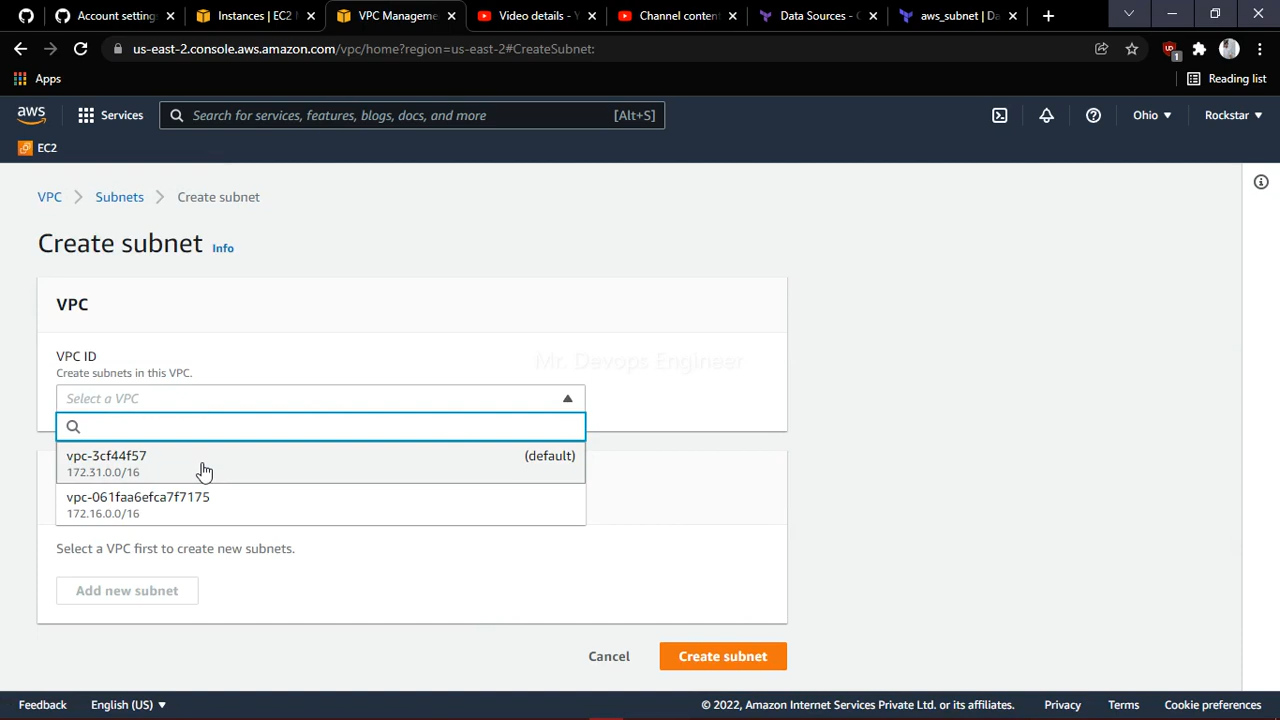 Account setting
Instances | EC2 M
VPC Manageme
Video details - Y
Channel content
Data Sources - C
aws_subnet | Da
us-east-2.console.aws.amazon.com/vpc/home?region=us-east-2#CreateSubnet:
1
Apps
Reading list
aws
Services
Search for services, features, blogs, docs, and more
[Alt+S]
Ohio
Rockstar
EC2
VPC
Subnets
Create subnet
Create subnet
Info
VPC
VPC ID
Create subnets in this VPC.
Mr. Devops Engineer
Select a VPC
vpc-3cf44f57
(default)
172.31.0.0/16
vpc-061faa6efca7f7175
172.16.0.0/16
Select a VPC first to create new subnets.
Add new subnet
Cancel
Create subnet
Feedback
English (US)
© 2022, Amazon Internet Services Private Ltd. or its affiliates.
Privacy
Terms
Cookie preferences